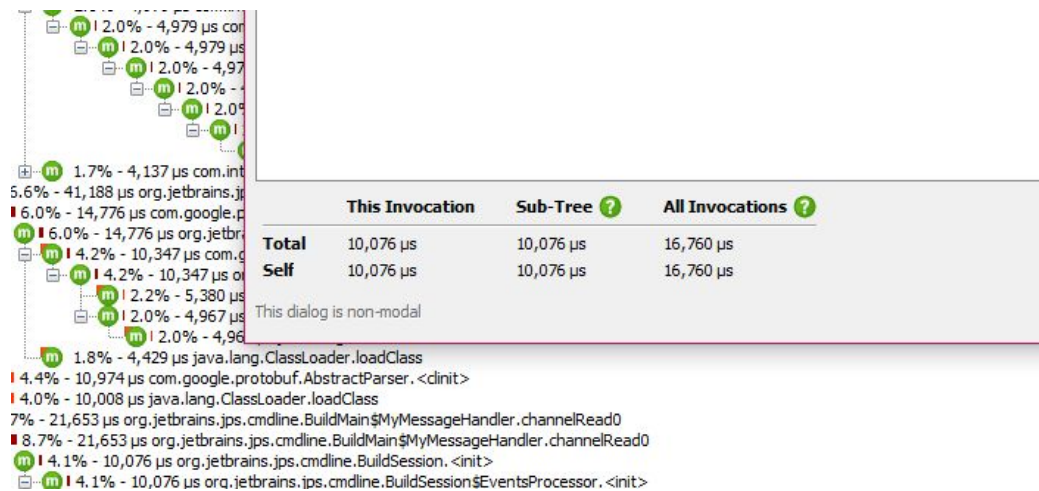 2.0% - 4,979 µs com
2.0% - 4,979 µs
2.0% - 4,97
2.0% -
2.0%
1.7% - 4,137 µs com.int
6.6% - 41,188 µs org.jetbrains.jp
6.0% - 14,776 µs com.google.p
This Invocation Sub-Tree ? All Invocations ?
6.0% - 14,776 µs org.jetbra
Total 10,076 µs 10,076 µs 16,760 µs
4.2% - 10,347 µs com.g
4.2% - 10,347 µs or
Self 10,076 µs 10,076 µs 16,760 µs
2.2% - 5,380 µs
2.0% - 4,967 µs
This dialog is non-modal
2.0% - 4,96
1.8% - 4,429 µs java.lang.ClassLoader.loadClass
4.4% - 10,974 µs com.google.protobuf.AbstractParser.<clinit>
4.0% - 10,008 µs java.lang.ClassLoader.loadClass
7% - 21,653 µs org.jetbrains.jps.cmdline.BuildMain$MyMessageHandler.channelRead0
8.7% - 21,653 µs org.jetbrains.jps.cmdline.BuildMain$MyMessageHandler.channelRead0
4.1% - 10,076 µs org.jetbrains.jps.cmdline.BuildSession.<init>
4.1% - 10,076 µs org.jetbrains.jps.cmdline.BuildSession$EventsProcessor.<init>